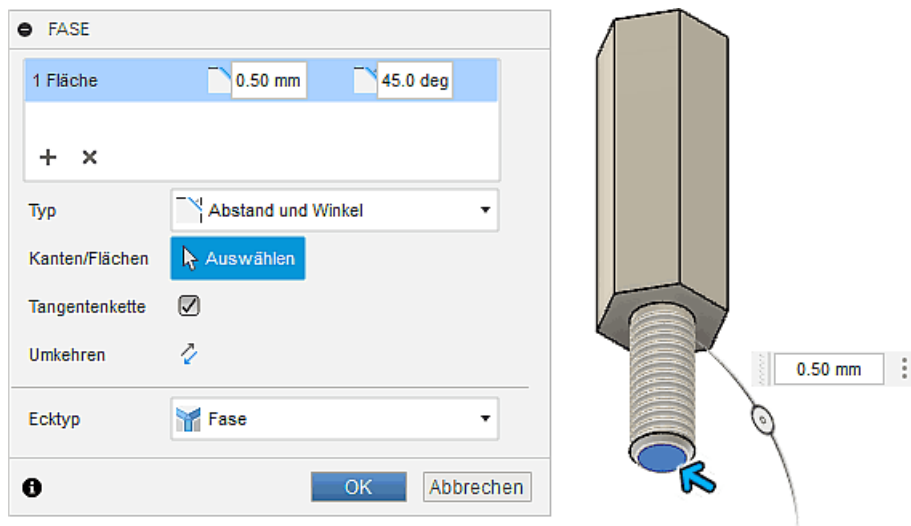 FASE
1 Fläche 0.50 mm 45.0 deg
Typ Abstand und Winkel
Kanten/Flächen Auswählen
0.50 mm
Tangentenkette
Umkehren
Ecktyp Fase
OK Abbrechen